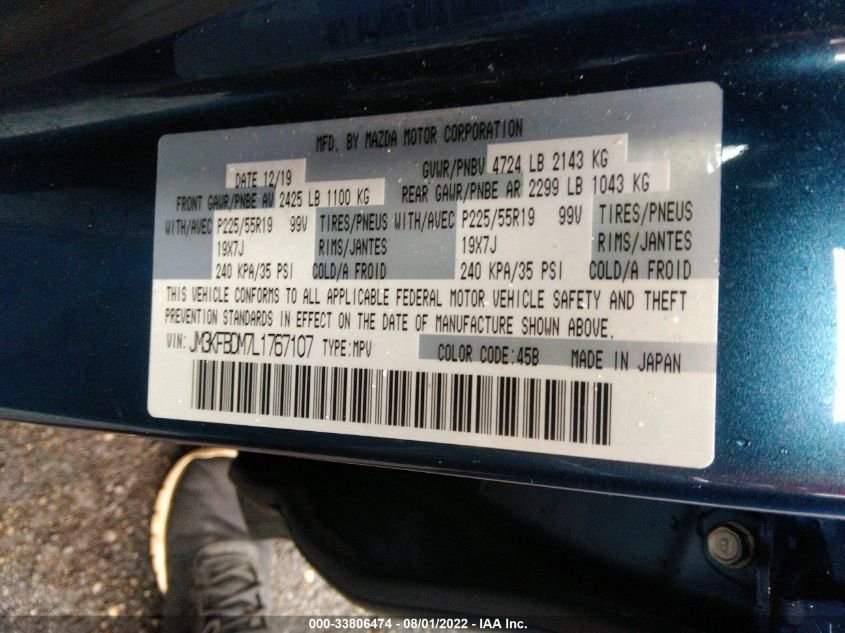 MFD. BY MAZDA MOTOR CORPORATION
DATE 12/19 GVWR/PNBV 4724 LB 2143 KG
FRONT GAWR/PNBE AV 2425 LB 1100 KG REAR GAWR/PNBE AR 2299 LB 1043 KG
WITH/AVEC P225/55R19 99V TIRES/PNEUS WITH/AVEC P225/55R19 99V TIRES/PNEUS
19X7J RIMS/JANTES 19X7J RIMS/JANTES
240 KPA/35 PSI COLD/A FROID 240 KPA/35 PSI COLD/A FROID
THIS VEHICLE CONFORMS TO ALL APPLICABLE FEDERAL MOTOR VEHICLE SAFETY AND THEFT
PREVENTION STANDARDS IN EFFECT ON THE DATE OF MANUFACTURE SHOWN ABOVE.
VIN: JM3KFBDM7L1767107 TYPE:MPV COLOR CODE:45B MADE IN JAPAN
000-33806474 - 08/01/2022 - IAA Inc.